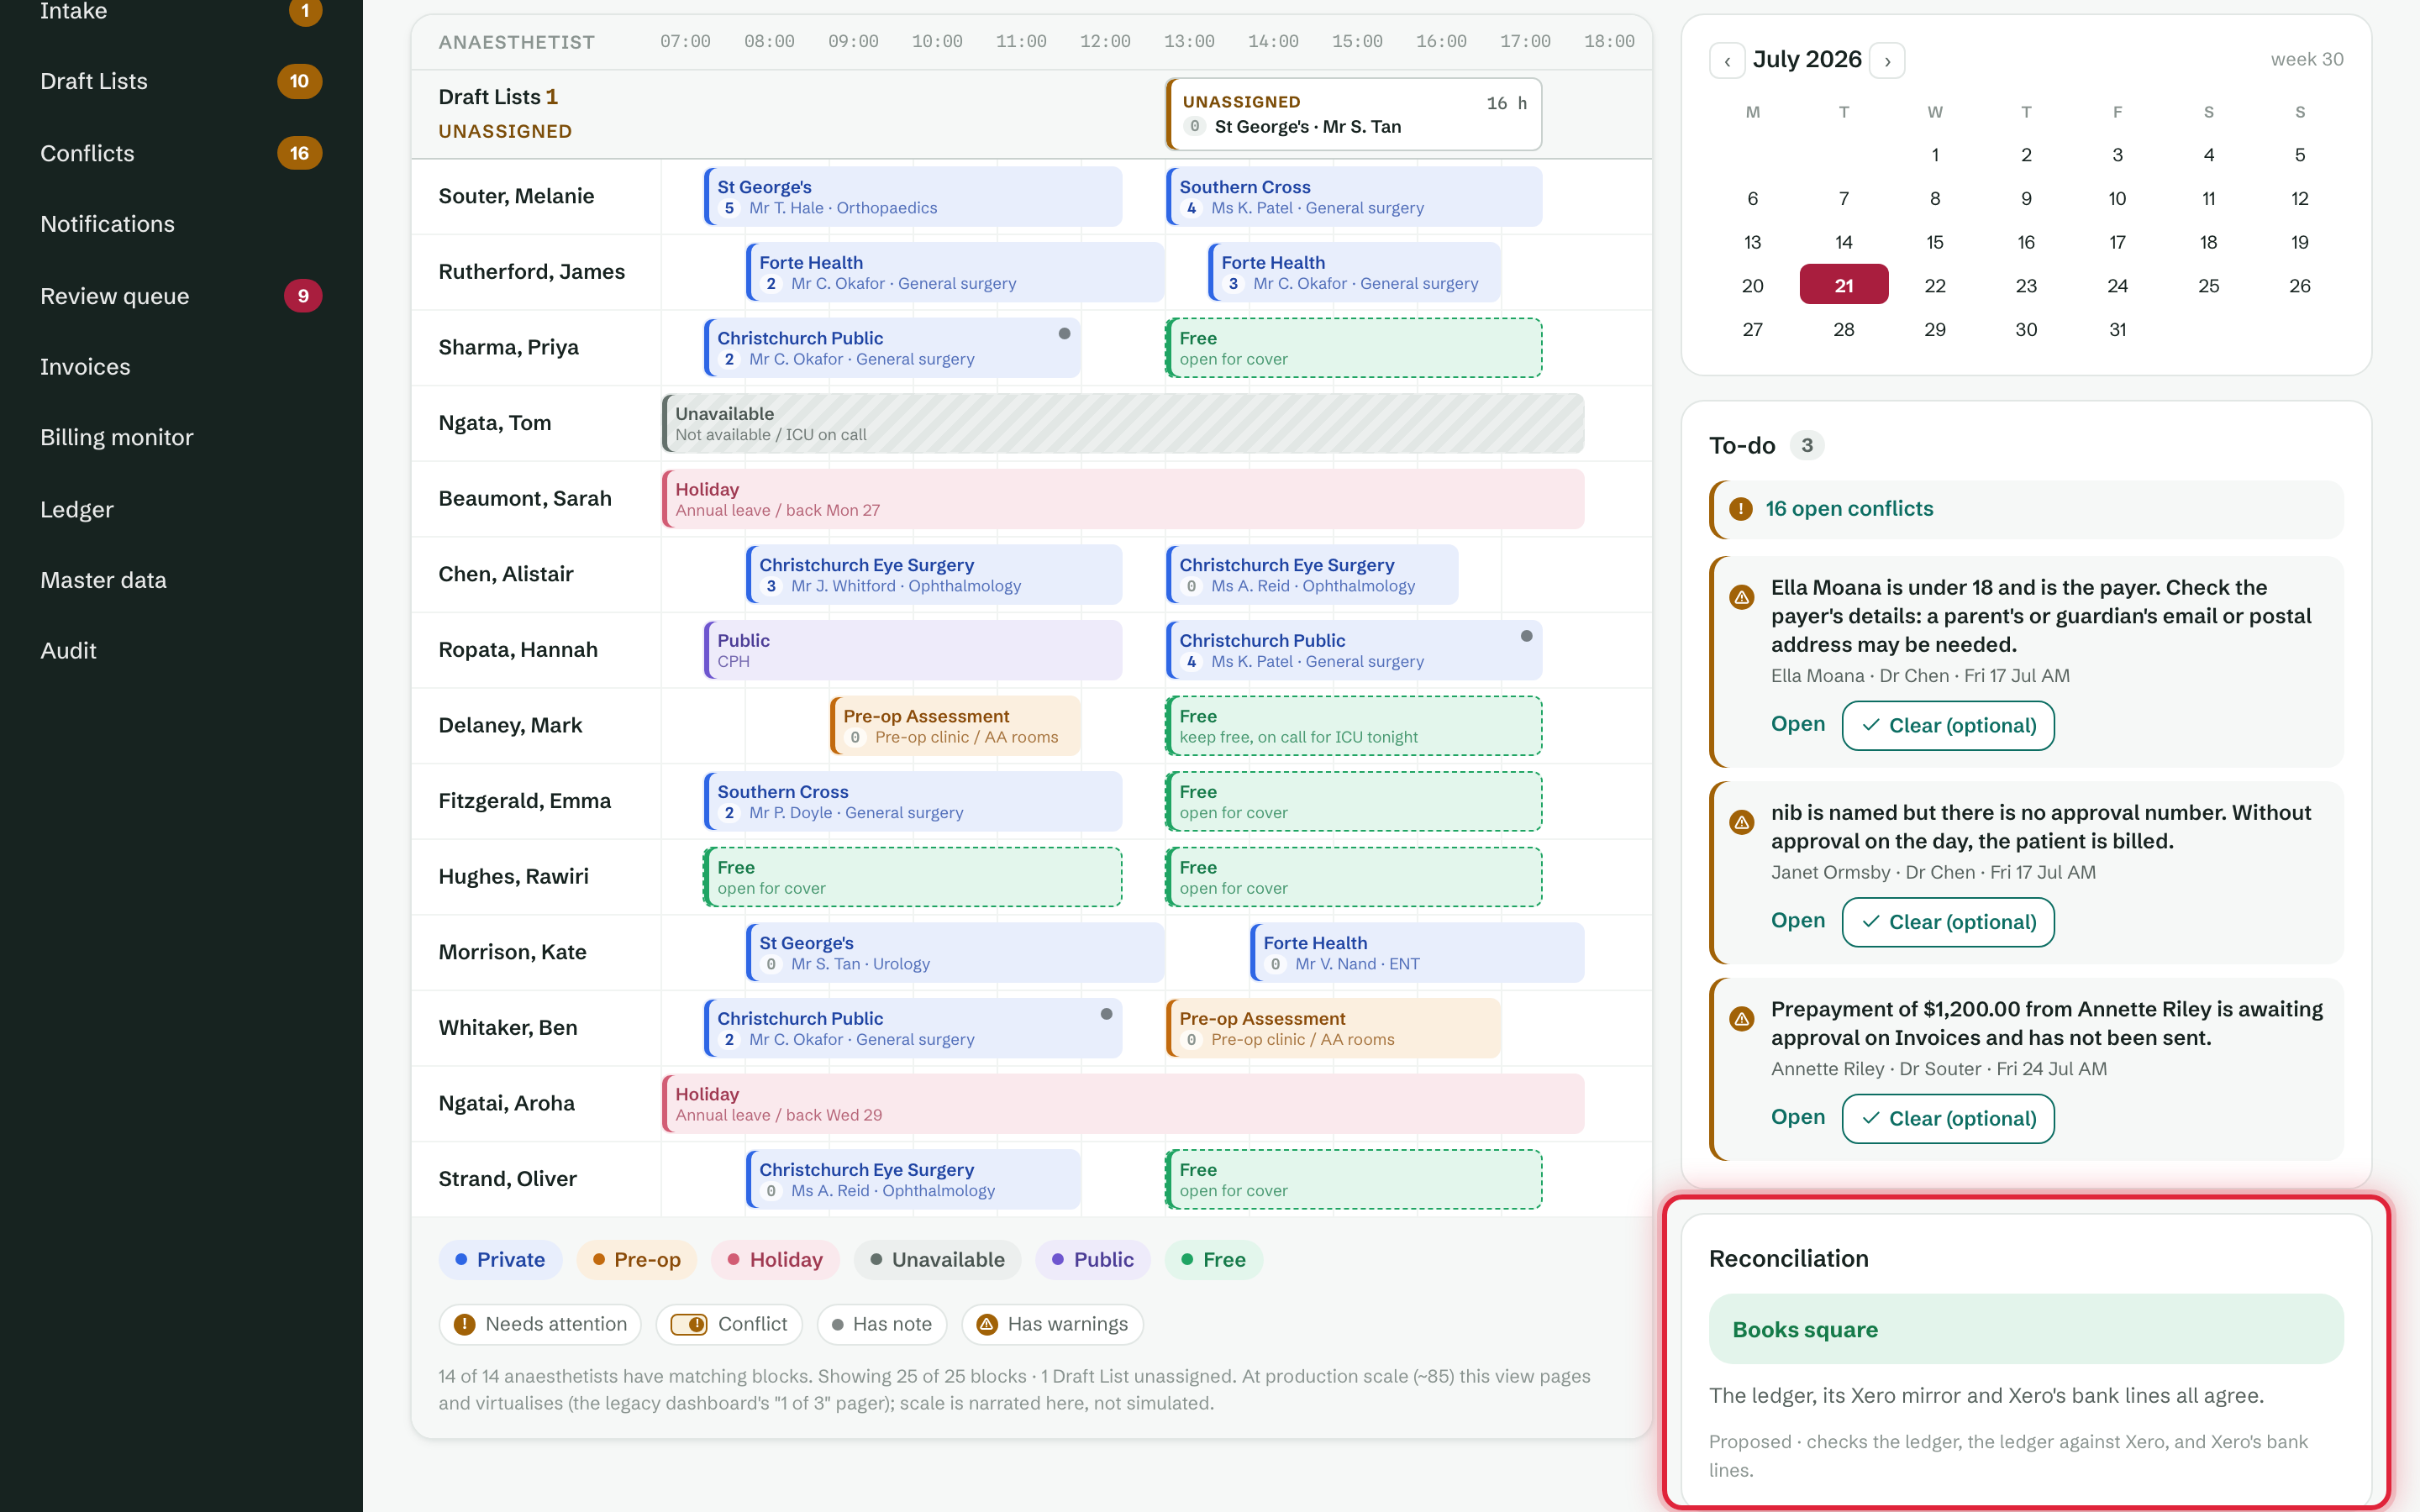 Intake 1
Draft Lists 10
Conflicts 16
Notifications
Review queue 9
Invoices
Billing monitor
Ledger
Master data
Audit
ANAESTHETIST 07:00 08:00 09:00 10:00 11:00 12:00 13:00 14:00 15:00 16:00 17:00 18:00
Draft Lists 1
UNASSIGNED
UNASSIGNED 16 h
0 St George's · Mr S. Tan
Souter, Melanie
St George's
5 Mr T. Hale · Orthopaedics
Southern Cross
4 Ms K. Patel · General surgery
Rutherford, James
Forte Health
2 Mr C. Okafor · General surgery
Forte Health
3 Mr C. Okafor · General surgery
Sharma, Priya
Christchurch Public
2 Mr C. Okafor · General surgery
Free
open for cover
Ngata, Tom
Unavailable
Not available / ICU on call
Beaumont, Sarah
Holiday
Annual leave / back Mon 27
Chen, Alistair
Christchurch Eye Surgery
3 Mr J. Whitford · Ophthalmology
Christchurch Eye Surgery
0 Ms A. Reid · Ophthalmology
Ropata, Hannah
Public
CPH
Christchurch Public
4 Ms K. Patel · General surgery
Delaney, Mark
Pre-op Assessment
0 Pre-op clinic / AA rooms
Free
keep free, on call for ICU tonight
Fitzgerald, Emma
Southern Cross
2 Mr P. Doyle · General surgery
Free
open for cover
Hughes, Rawiri
Free
open for cover
Free
open for cover
Morrison, Kate
St George's
0 Mr S. Tan · Urology
Forte Health
0 Mr V. Nand · ENT
Whitaker, Ben
Christchurch Public
2 Mr C. Okafor · General surgery
Pre-op Assessment
0 Pre-op clinic / AA rooms
Ngatai, Aroha
Holiday
Annual leave / back Wed 29
Strand, Oliver
Christchurch Eye Surgery
0 Ms A. Reid · Ophthalmology
Free
open for cover
Private Pre-op Holiday Unavailable Public Free
Needs attention Conflict Has note Has warnings
14 of 14 anaesthetists have matching blocks. Showing 25 of 25 blocks · 1 Draft List unassigned. At production scale (~85) this view pages
and virtualises (the legacy dashboard's "1 of 3" pager); scale is narrated here, not simulated.
‹ July 2026 › week 30
M T W T F S S
1 2 3 4 5
6 7 8 9 10 11 12
13 14 15 16 17 18 19
20 21 22 23 24 25 26
27 28 29 30 31
To-do 3
16 open conflicts
Ella Moana is under 18 and is the payer. Check the
payer's details: a parent's or guardian's email or postal
address may be needed.
Ella Moana · Dr Chen · Fri 17 Jul AM
Open Clear (optional)
nib is named but there is no approval number. Without
approval on the day, the patient is billed.
Janet Ormsby · Dr Chen · Fri 17 Jul AM
Open Clear (optional)
Prepayment of $1,200.00 from Annette Riley is awaiting
approval on Invoices and has not been sent.
Annette Riley · Dr Souter · Fri 24 Jul AM
Open Clear (optional)
Reconciliation
Books square
The ledger, its Xero mirror and Xero's bank lines all agree.
Proposed · checks the ledger, the ledger against Xero, and Xero's bank
lines.